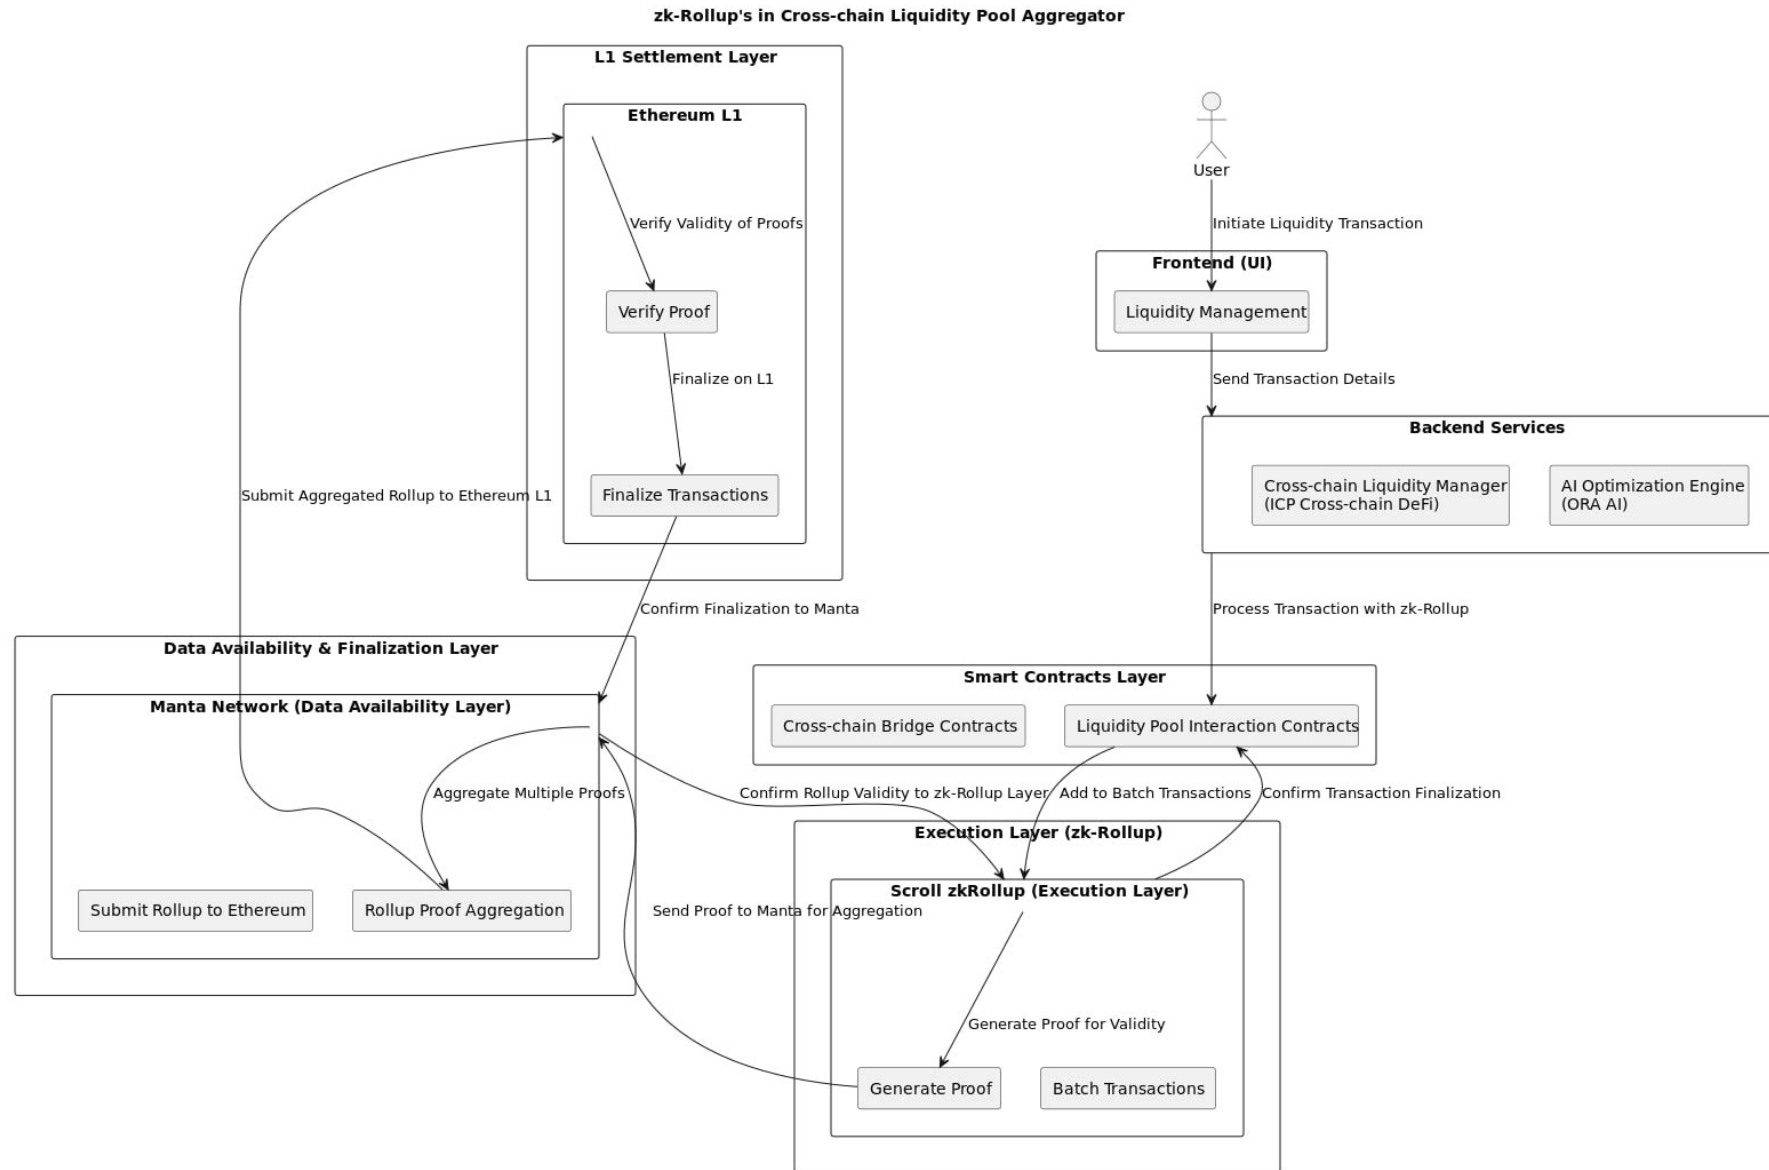 zk-Rollup's in Cross-chain Liquidity Pool Aggregator
L1 Settlement Layer
Ethereum L1
Verify Validity of Proofs
Verify Proof
Finalize on L1
Finalize Transactions
User
Initiate Liquidity Transaction
Frontend (UI)
Liquidity Management
Send Transaction Details
Backend Services
Cross-chain Liquidity Manager
(ICP Cross-chain DeFi)
AI Optimization Engine
(ORA AI)
Submit Aggregated Rollup to Ethereum L1
Confirm Finalization to Manta
Process Transaction with zk-Rollup
Data Availability & Finalization Layer
Manta Network (Data Availability Layer)
Aggregate Multiple Proofs
Submit Rollup to Ethereum
Rollup Proof Aggregation
Smart Contracts Layer
Cross-chain Bridge Contracts
Liquidity Pool Interaction Contracts
Confirm Rollup Validity to zk-Rollup Layer
Add to Batch Transactions
Confirm Transaction Finalization
Execution Layer (zk-Rollup)
Scroll zkRollup (Execution Layer)
Send Proof to Manta for Aggregation
Generate Proof for Validity
Generate Proof
Batch Transactions